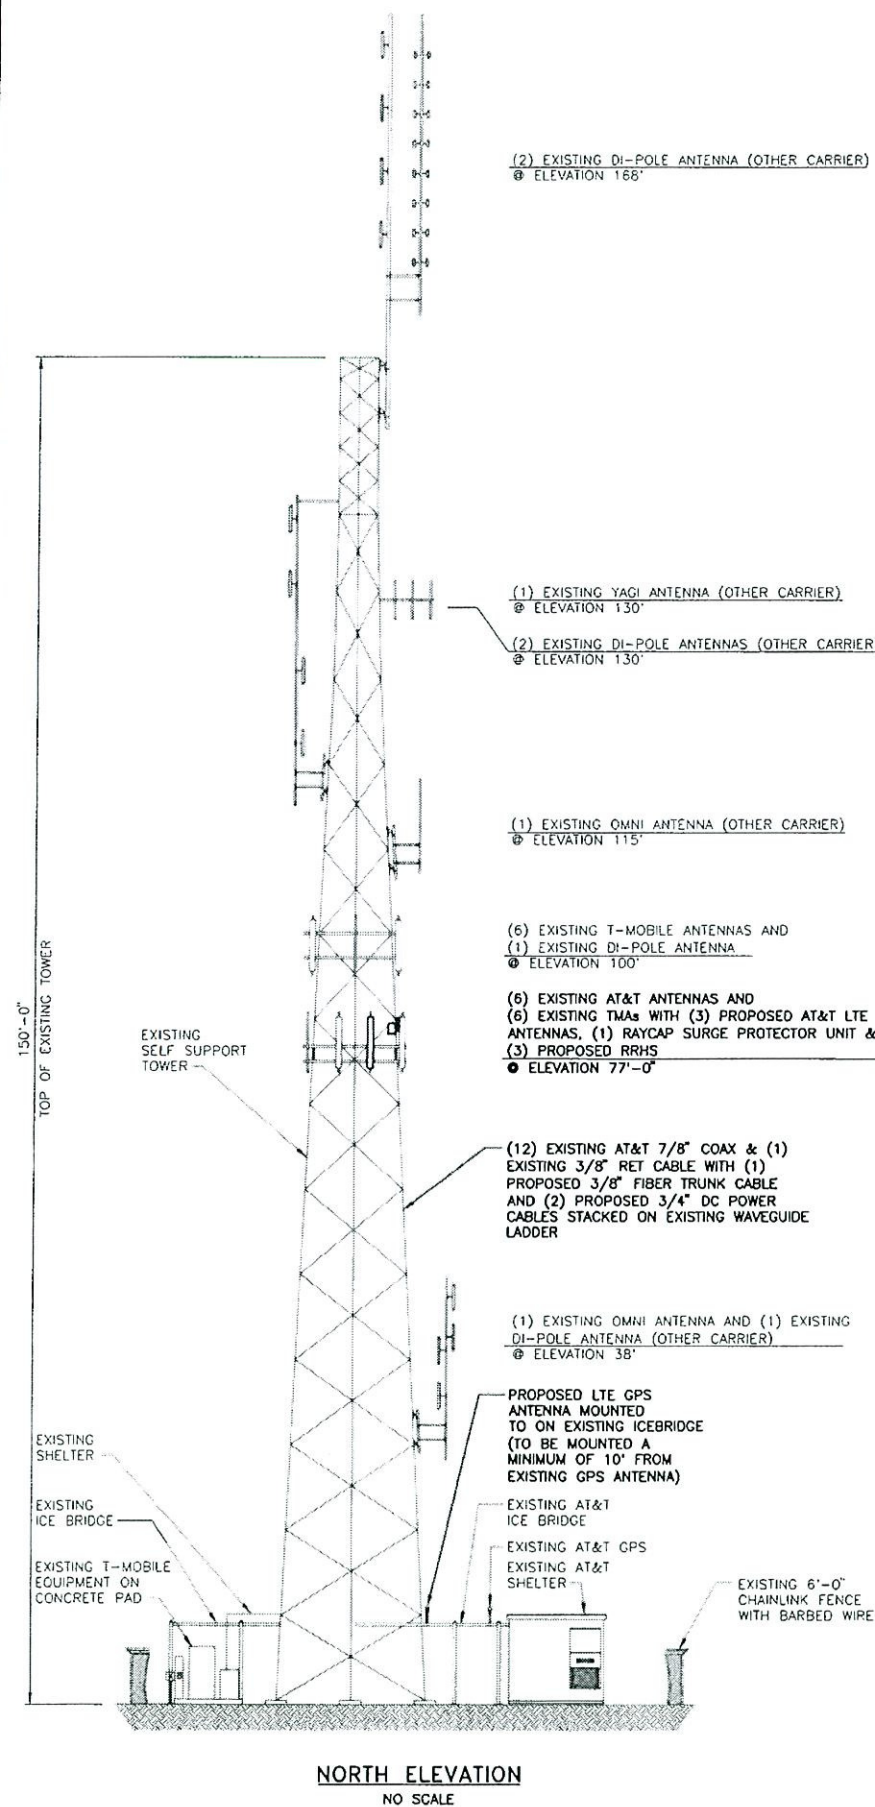 (2) EXISTING DI-POLE ANTENNA (OTHER CARRIER)
@ ELEVATION 168'
(1) EXISTING YAGI ANTENNA (OTHER CARRIER)
@ ELEVATION 130'
(2) EXISTING DI-POLE ANTENNAS (OTHER CARRIER
@ ELEVATION 130'
(1) EXISTING OMNI ANTENNA (OTHER CARRIER)
@ ELEVATION 115'
(6) EXISTING T-MOBILE ANTENNAS AND
(1) EXISTING DI-POLE ANTENNA
@ ELEVATION 100'
(6) EXISTING AT&T ANTENNAS AND
(6) EXISTING TMAs WITH (3) PROPOSED AT&T LTE
ANTENNAS, (1) RAYCAP SURGE PROTECTOR UNIT &
(3) PROPOSED RRHS
@ ELEVATION 77'-0"
150'-0"
TOP OF EXISTING TOWER
EXISTING
SELF SUPPORT
TOWER
(12) EXISTING AT&T 7/8" COAX & (1)
EXISTING 3/8" RET CABLE WITH (1)
PROPOSED 3/8" FIBER TRUNK CABLE
AND (2) PROPOSED 3/4" DC POWER
CABLES STACKED ON EXISTING WAVEGUIDE
LADDER
(1) EXISTING OMNI ANTENNA AND (1) EXISTING
DI-POLE ANTENNA (OTHER CARRIER)
@ ELEVATION 38'
PROPOSED LTE GPS
ANTENNA MOUNTED
TO ON EXISTING ICEBRIDGE
(TO BE MOUNTED A
MINIMUM OF 10' FROM
EXISTING GPS ANTENNA)
EXISTING
SHELTER
EXISTING
ICE BRIDGE
EXISTING T-MOBILE
EQUIPMENT ON
CONCRETE PAD
EXISTING AT&T
ICE BRIDGE
EXISTING AT&T GPS
EXISTING AT&T
SHELTER
EXISTING 6'-0"
CHAINLINK FENCE
WITH BARBED WIRE
NORTH ELEVATION
NO SCALE